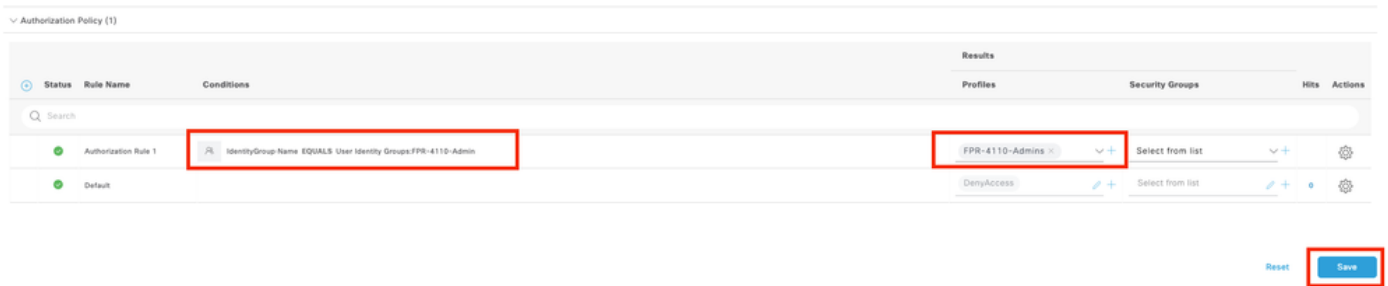 Authorization Policy (1)
Results
Status Rule Name Conditions Profiles Security Groups Hits Actions
Search
Authorization Rule 1 IdentityGroup·Name EQUALS User Identity Groups:FPR-4110-Admin FPR-4110-Admins × Select from list
Default DenyAccess Select from list 0
Reset Save